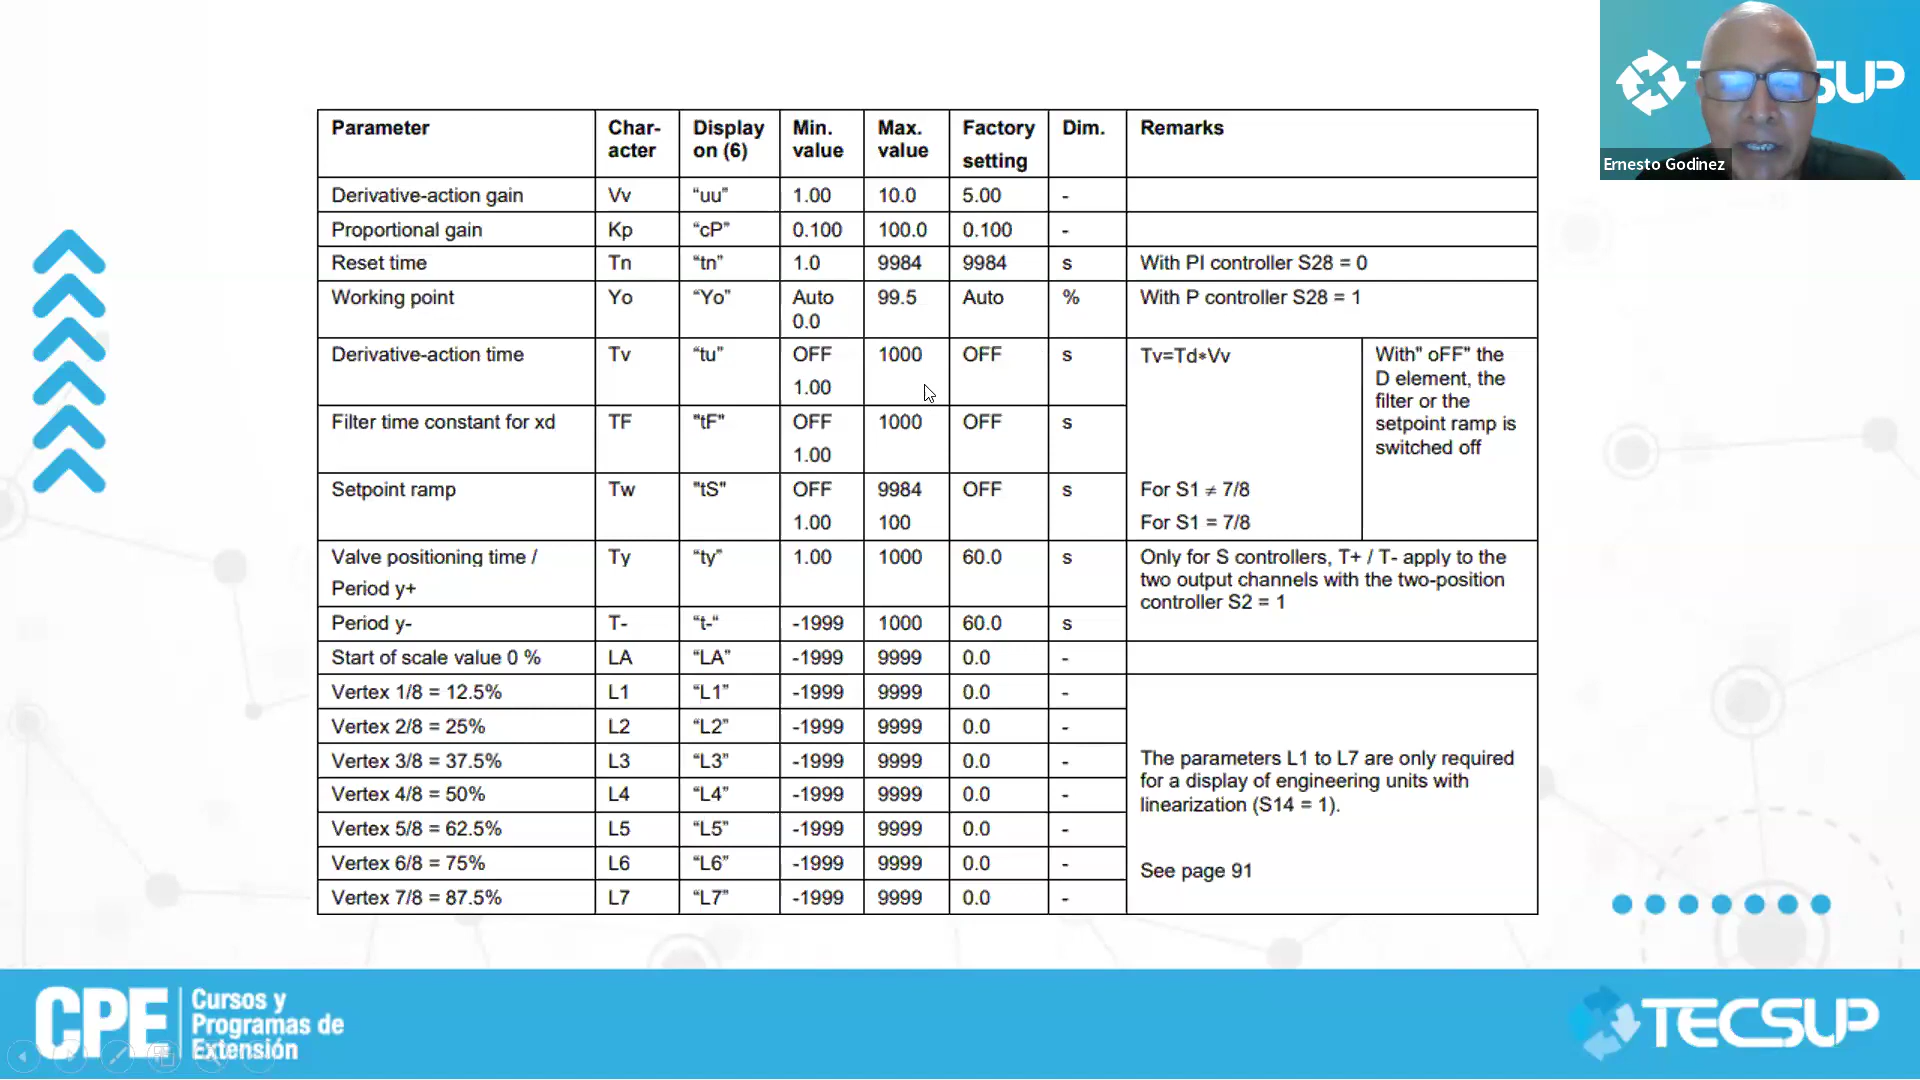 TECSUP
Ernesto Godinez
Parameter Char-acter Display on (6) Min. value Max. value Factory setting Dim. Remarks
Derivative-action gain Vv “uu” 1.00 10.0 5.00 -
Proportional gain Kp “cP” 0.100 100.0 0.100 -
Reset time Tn “tn” 1.0 9984 9984 s With PI controller S28 = 0
Working point Yo “Yo” Auto 0.0 99.5 Auto % With P controller S28 = 1
Derivative-action time Tv “tu” OFF 1.00 1000 OFF s Tv=Td*Vv
With" oFF" the
D element, the
filter or the
setpoint ramp is
switched off
Filter time constant for xd TF "tF" OFF 1.00 1000 OFF s
Setpoint ramp Tw "tS" OFF 9984 OFF s For S1 ≠ 7/8
1.00 100 For S1 = 7/8
Valve positioning time / Period y+ Ty “ty” 1.00 1000 60.0 s
Only for S controllers, T+ / T- apply to the
two output channels with the two-position
controller S2 = 1
Period y- T- “t-“ -1999 1000 60.0 s
Start of scale value 0 % LA “LA” -1999 9999 0.0 -
Vertex 1/8 = 12.5% L1 “L1” -1999 9999 0.0 -
Vertex 2/8 = 25% L2 “L2” -1999 9999 0.0 -
Vertex 3/8 = 37.5% L3 “L3” -1999 9999 0.0 -
Vertex 4/8 = 50% L4 “L4” -1999 9999 0.0 -
Vertex 5/8 = 62.5% L5 “L5” -1999 9999 0.0 -
Vertex 6/8 = 75% L6 “L6” -1999 9999 0.0 -
Vertex 7/8 = 87.5% L7 “L7” -1999 9999 0.0 -
The parameters L1 to L7 are only required
for a display of engineering units with
linearization (S14 = 1).
See page 91
CPE
Cursos y
Programas de
Extensión
TECSUP